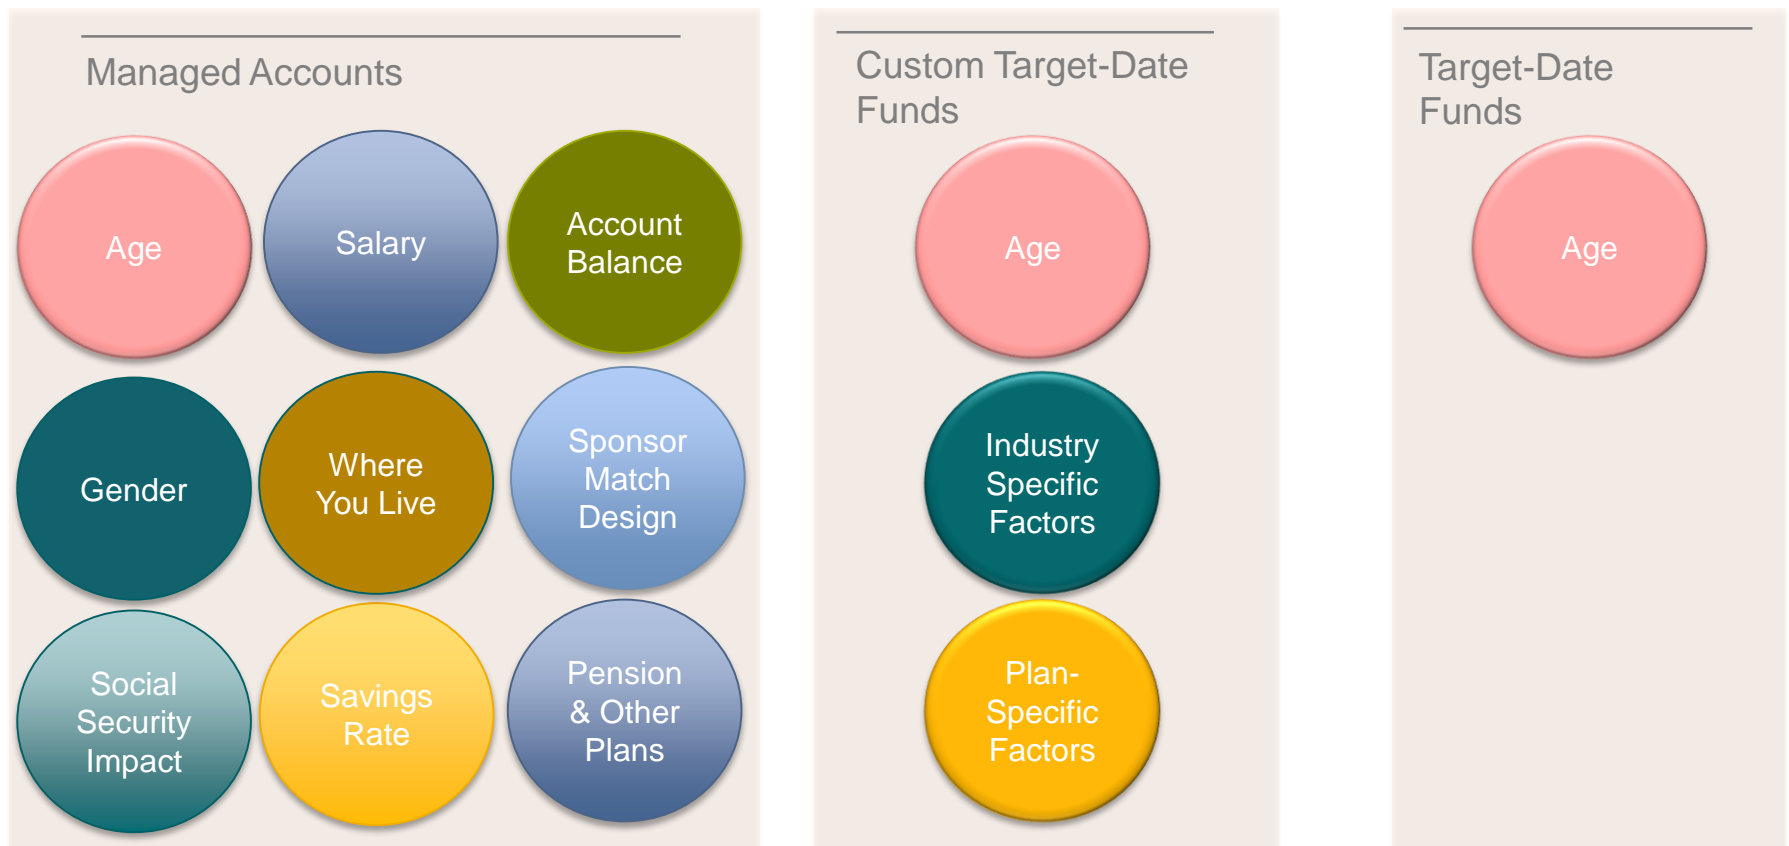 Managed Accounts
Age
Salary
Account
Balance
Gender
Where
You Live
Sponsor
Match
Design
Social
Security
Impact
Savings
Rate
Pension
& Other
Plans
Custom Target-Date
Funds
Age
Industry
Specific
Factors
Plan-
Specific
Factors
Target-Date
Funds
Age